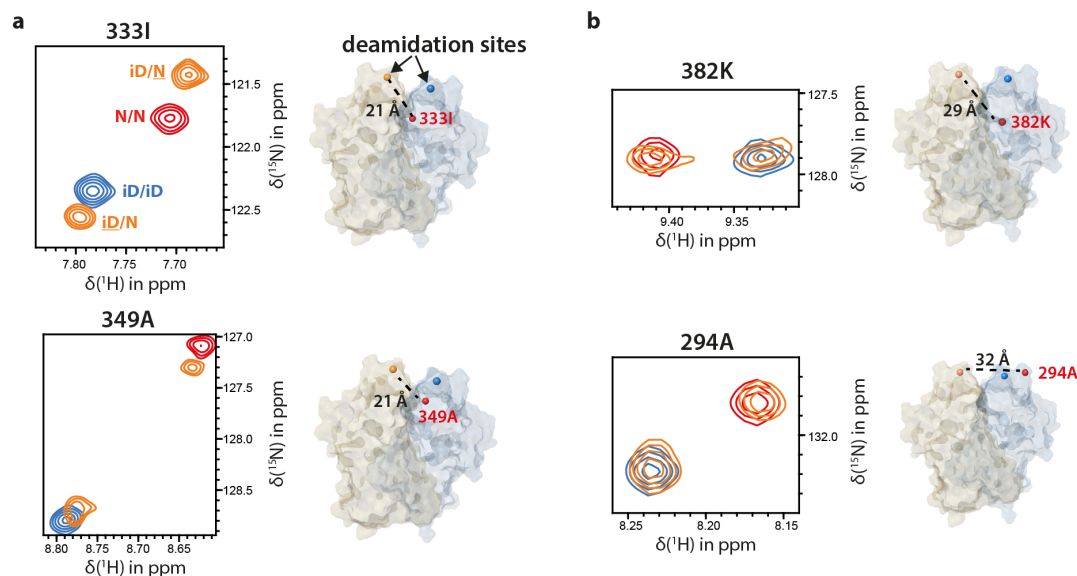 a
333I
iD/N
N/N
iD/iD
iD/N
121.5
122.0
122.5
δ(¹⁵N) in ppm
7.80 7.75 7.70
δ(¹H) in ppm
deamidation sites
21 Å
333I
349A
127.0
127.5
128.0
128.5
δ(¹⁵N) in ppm
8.80 8.75 8.70 8.65
δ(¹H) in ppm
21 Å
349A
b
382K
127.5
128.0
δ(¹⁵N) in ppm
9.40 9.35
δ(¹H) in ppm
29 Å
382K
294A
132.0
δ(¹⁵N) in ppm
8.25 8.20 8.15
δ(¹H) in ppm
32 Å
294A